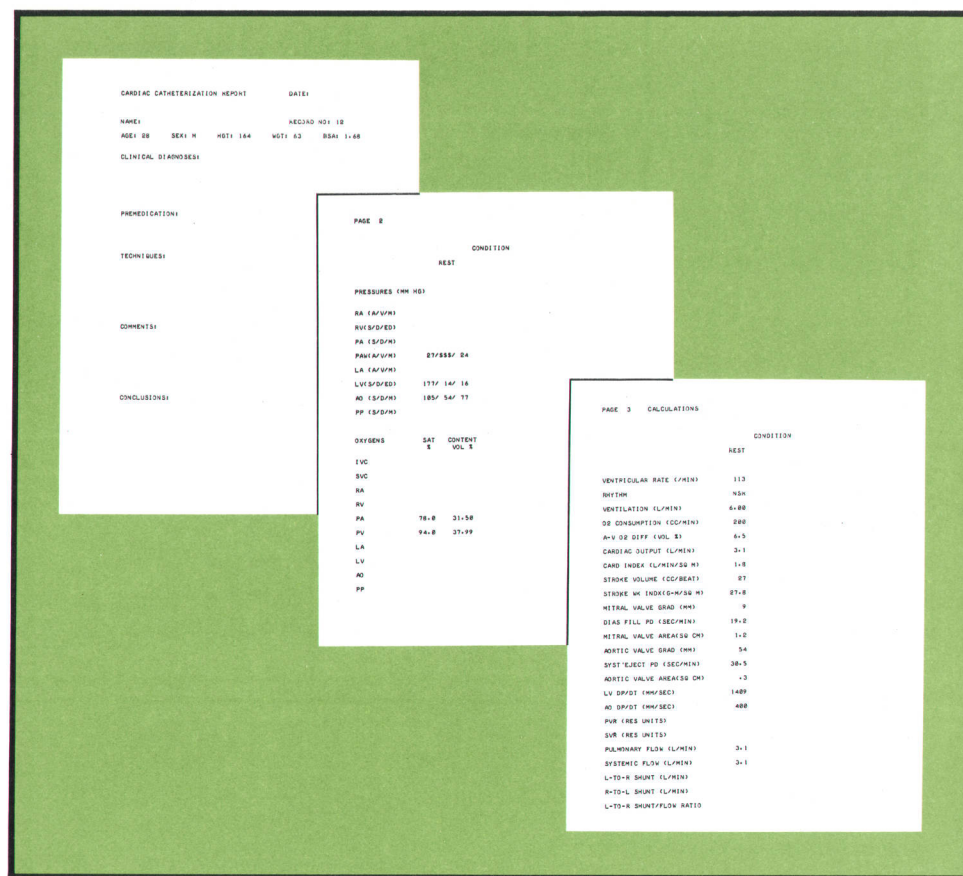 CARDIAC CATHETERIZATION REPORT DATE:
NAME: RECORD NO: 10
AGE: 28 SEX: M HGT: 164 WGT: 63 BSA: 1.68
CLINICAL DIAGNOSES:
PREMEDICATION:
TECHNIQUES:
COMMENTS:
CONCLUSIONS:
PAGE 2
CONDITION
REST
PRESSURES (MM HG)
RA (A/V/M)
RV(S/D/ED)
PA (S/D/M)
PAW(A/V/M) 27/$$$/ 24
LA (A/V/M)
LV(S/D/ED) 177/ 14/ 16
AO (S/D/M) 105/ 54/ 77
PP (S/D/M)
OXYGENS SAT CONTENT
% VOL %
IVC
SVC
RA
RV
PA 78.0 31.50
PV 94.0 37.99
LA
LV
AO
PP
PAGE 3 CALCULATIONS
CONDITION
REST
VENTRICULAR RATE (/MIN) 113
RHYTHM NSR
VENTILATION (L/MIN) 6.00
O2 CONSUMPTION (CC/MIN) 200
A-V O2 DIFF (VOL %) 6.5
CARDIAC OUTPUT (L/MIN) 3.1
CARD INDEX (L/MIN/SQ M) 1.8
STROKE VOLUME (CC/BEAT) 27
STROKE WK INDX(G-M/SQ M) 27.8
MITRAL VALVE GRAD (MM) 9
DIAS FILL PD (SEC/MIN) 19.2
MITRAL VALVE AREA(SQ CM) 1.2
AORTIC VALVE GRAD (MM) 54
SYST'EJECT PD (SEC/MIN) 30.5
AORTIC VALVE AREA(SQ CM) .3
LV DP/DT (MM/SEC) 1409
AO DP/DT (MM/SEC) 400
PVR (RES UNITS)
SVR (RES UNITS)
PULMONARY FLOW (L/MIN) 3.1
SYSTEMIC FLOW (L/MIN) 3.1
L-TO-R SHUNT (L/MIN)
R-TO-L SHUNT (L/MIN)
L-TO-R SHUNT/FLOW RATIO